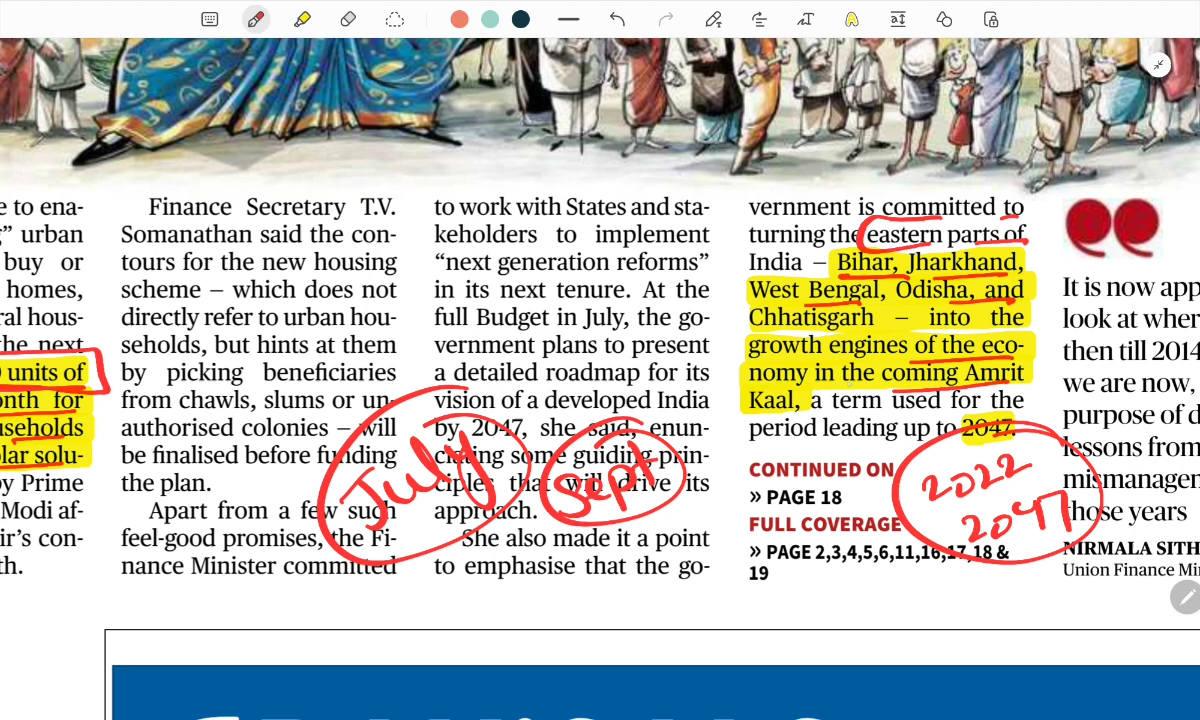 e to ena-
g” urban
buy or
homes,
ral hous-
the next
units of
onth for
useholds
lar solu-
by Prime
Modi af-
ir’s con-
th.
Finance Secretary T.V.
Somanathan said the con-
tours for the new housing
scheme – which does not
directly refer to urban hou-
seholds, but hints at them
by picking beneficiaries
from chawls, slums or un-
authorised colonies – will
be finalised before funding
the plan.
Apart from a few such
feel-good promises, the Fi-
nance Minister committed
July
to work with States and sta-
keholders to implement
“next generation reforms”
in its next tenure. At the
full Budget in July, the go-
vernment plans to present
a detailed roadmap for its
vision of a developed India
by 2047, she said, enun-
ciating some guiding prin-
ciples that will drive its
approach.
She also made it a point
to emphasise that the go-
Sept
vernment is committed to
turning the eastern parts of
India – Bihar, Jharkhand,
West Bengal, Odisha, and
Chhatisgarh – into the
growth engines of the eco-
nomy in the coming Amrit
Kaal, a term used for the
period leading up to 2047.
CONTINUED ON
» PAGE 18
FULL COVERAGE
» PAGE 2,3,4,5,6,11,16,17,18 &
19
2022
2047
It is now app
look at wher
then till 2014
we are now,
purpose of d
lessons from
mismanagem
those years
NIRMALA SITH
Union Finance Min